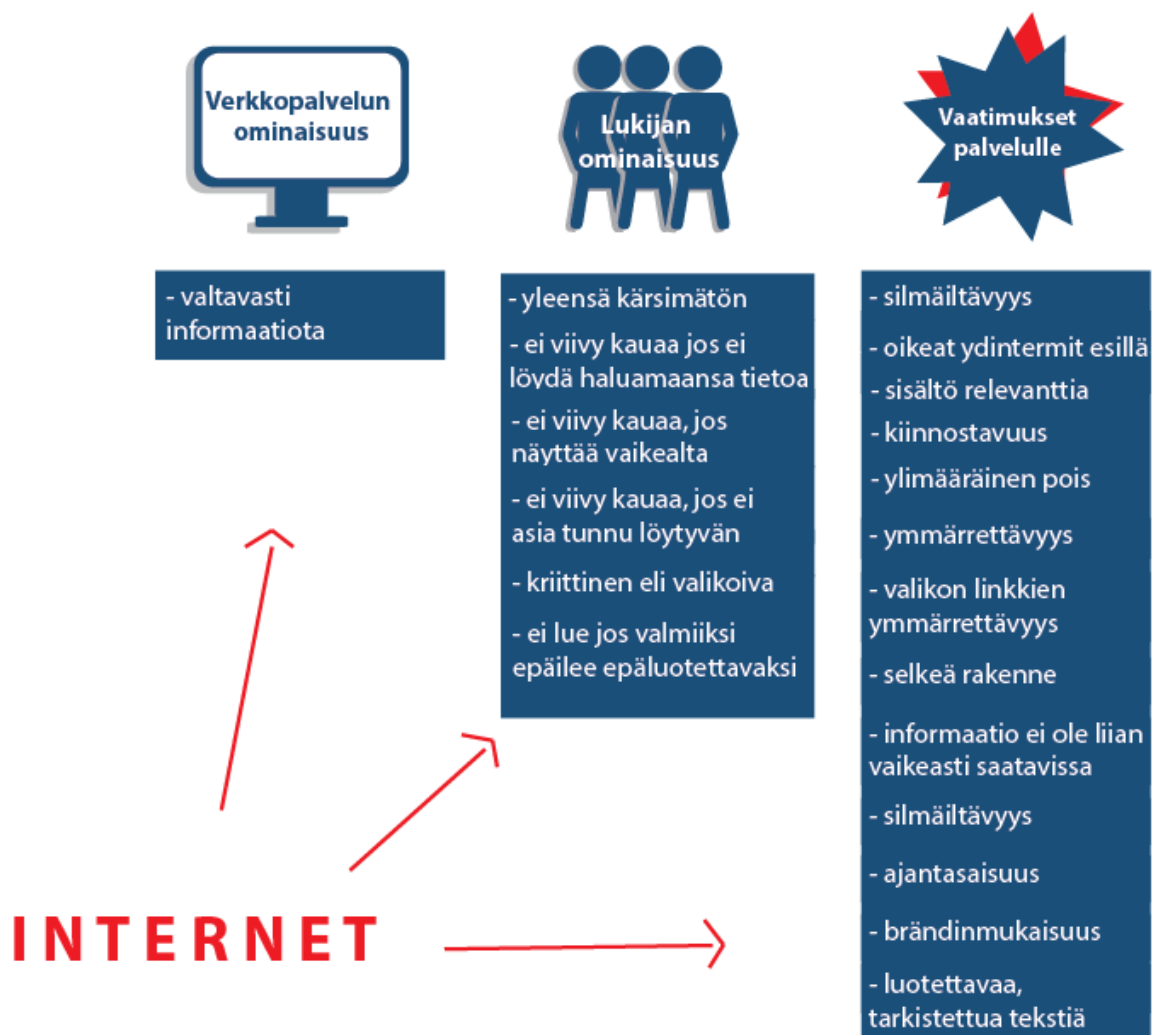 Verkkopalvelun
ominaisuus
Lukijan
ominaisuus
Vaatimukset
palvelulle
- valtavasti
informaatiota
- yleensä kärsimätön
- ei viivy kauaa jos ei
löydä haluamaansa tietoa
- ei viivy kauaa, jos
näyttää vaikealta
- ei viivy kauaa, jos ei
asia tunnu löytyvän
- kriittinen eli valikoiva
- ei lue jos valmiiksi
epäilee epäluotettavaksi
- silmäiltävyys
- oikeat ydintermit esillä
- sisältö relevanttia
- kiinnostavuus
- ylimääräinen pois
- ymmärrettävyys
- valikon linkkien
ymmärrettävyys
- selkeä rakenne
- informaatio ei ole liian
vaikeasti saatavissa
- silmäiltävyys
- ajantasaisuus
- brändinmukaisuus
- luotettavaa,
tarkistettua tekstiä
INTERNET